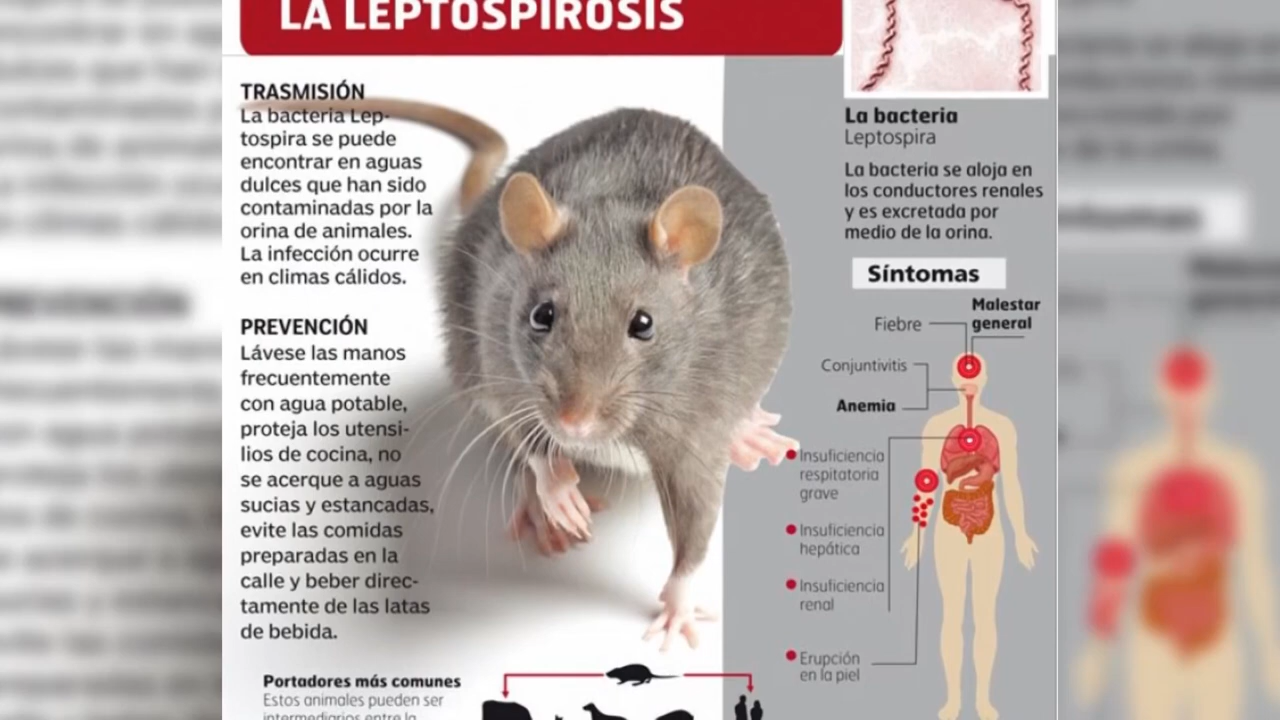 LA LEPTOSPIROSIS
TRASMISIÓN
La bacteria Lep-
tospira se puede
encontrar en aguas
dulces que han sido
contaminadas por la
orina de animales.
La infección ocurre
en climas cálidos.
PREVENCIÓN
Lávese las manos
frecuentemente
con agua potable,
proteja los utensi-
lios de cocina, no
se acerque a aguas
sucias y estancadas,
evite las comidas
preparadas en la
calle y beber direc-
tamente de las latas
de bebida.
Portadores más comunes
Estos animales pueden ser
intermediarios entre la
La bacteria
Leptospira
La bacteria se aloja en
los conductores renales
y es excretada por
medio de la orina.
Síntomas
Malestar
general
Fiebre
Conjuntivitis
Anemia
Insuficiencia
respiratoria
grave
Insuficiencia
hepática
Insuficiencia
renal
Erupción
en la piel